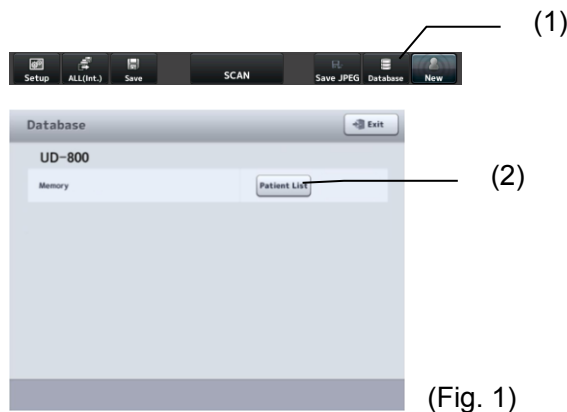 (1)
Setup ALL(Int.) Save SCAN Save JPEG Database New
Database Exit
UD-800
Memory Patient List (2)
(Fig. 1)